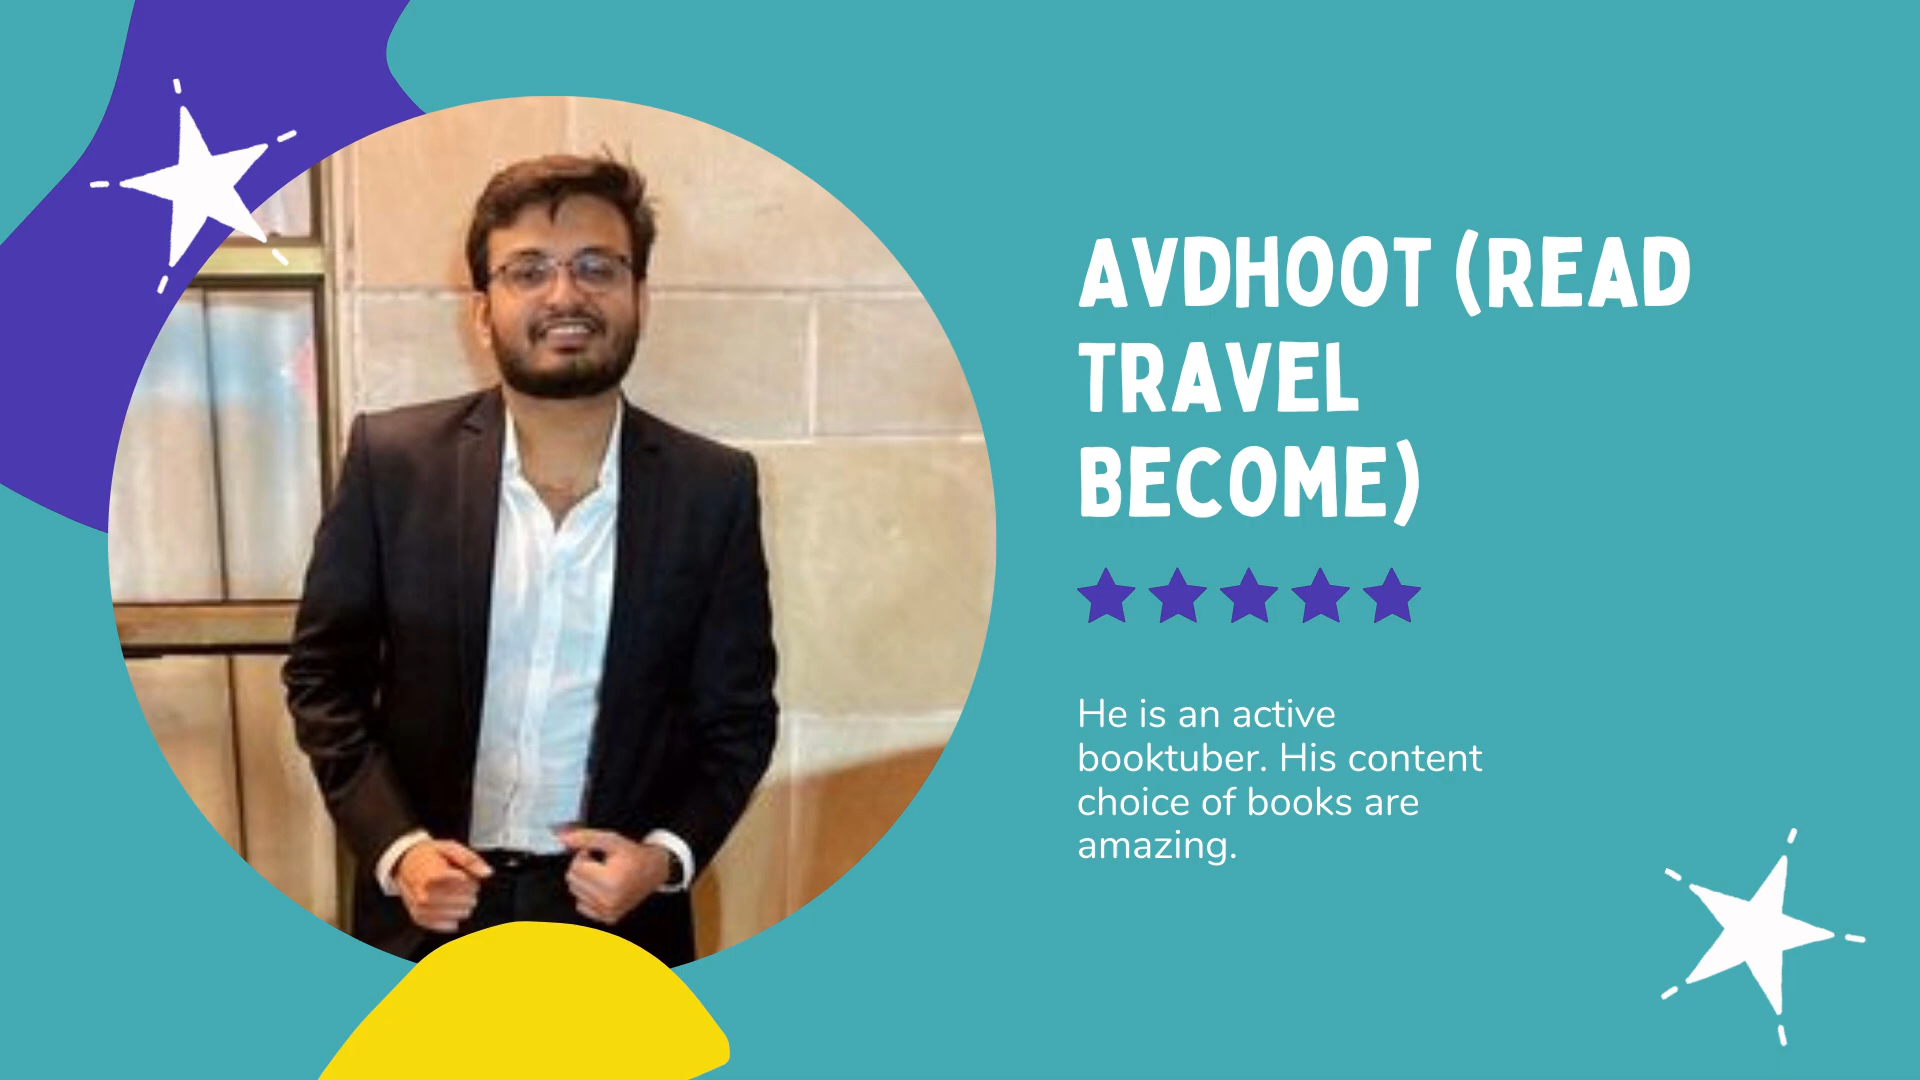 AVDHOOT (READ
TRAVEL
BECOME)
He is an active
booktuber. His content
choice of books are
amazing.